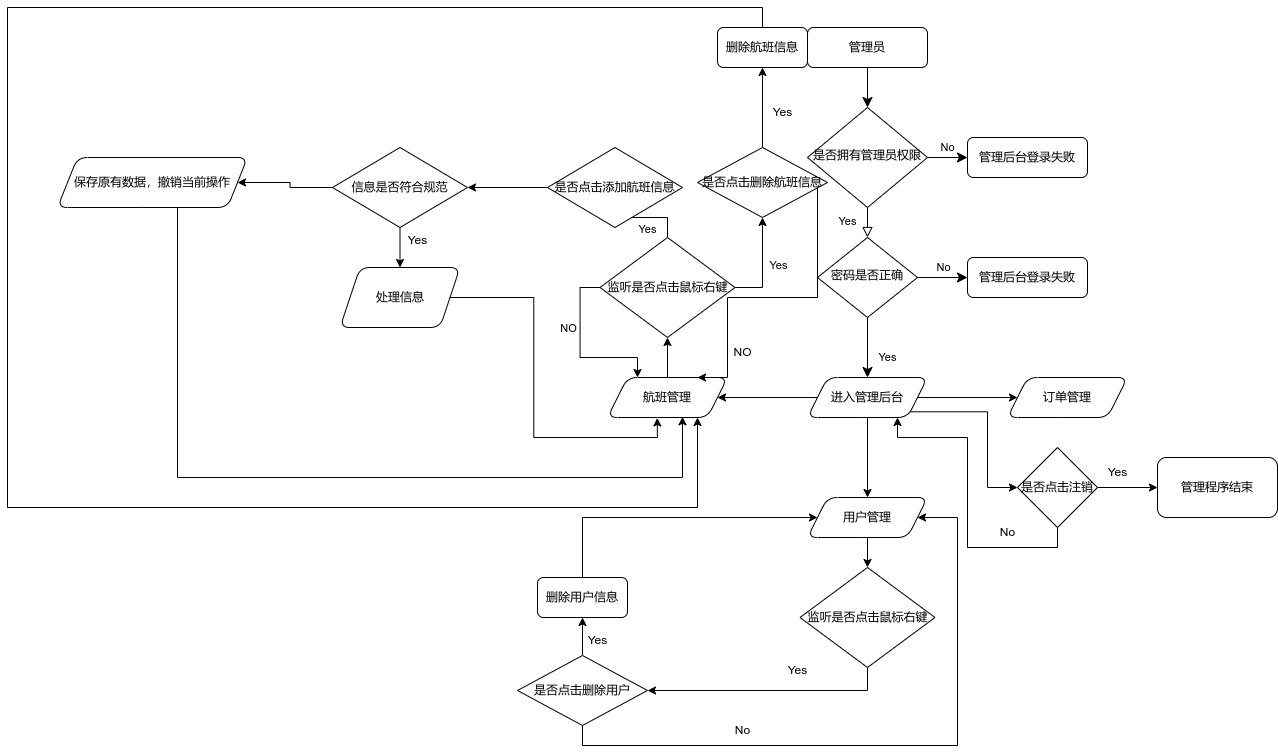 删除航班信息
管理员
Yes
是否拥有管理员权限
No
管理后台登录失败
保存原有数据，撤销当前操作
信息是否符合规范
是否点击添加航班信息
是否点击删除航班信息
Yes
Yes
Yes
处理信息
监听是否点击鼠标右键
Yes
密码是否正确
No
管理后台登录失败
NO
NO
Yes
航班管理
进入管理后台
订单管理
是否点击注销
Yes
管理程序结束
用户管理
No
删除用户信息
监听是否点击鼠标右键
Yes
Yes
是否点击删除用户
No